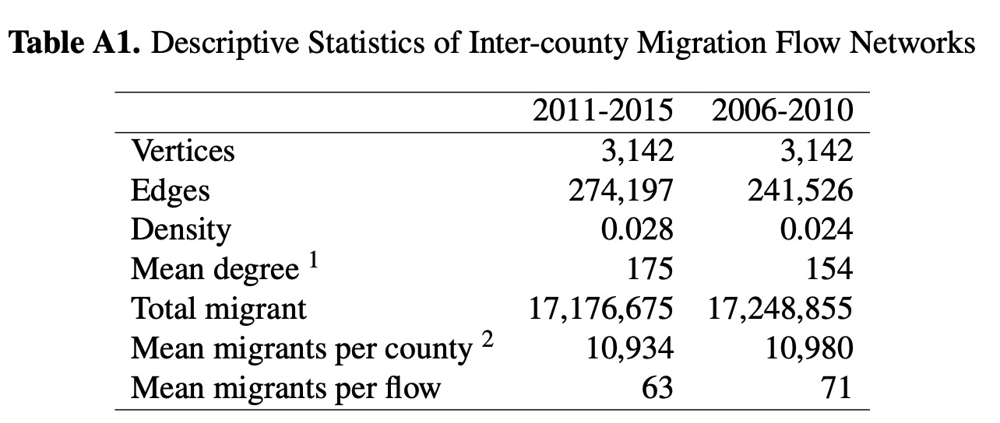 Table A1. Descriptive Statistics of Inter-county Migration Flow Networks
2011-2015 2006-2010
Vertices 3,142 3,142
Edges 274,197 241,526
Density 0.028 0.024
Mean degree 1 175 154
Total migrant 17,176,675 17,248,855
Mean migrants per county 2 10,934 10,980
Mean migrants per flow 63 71